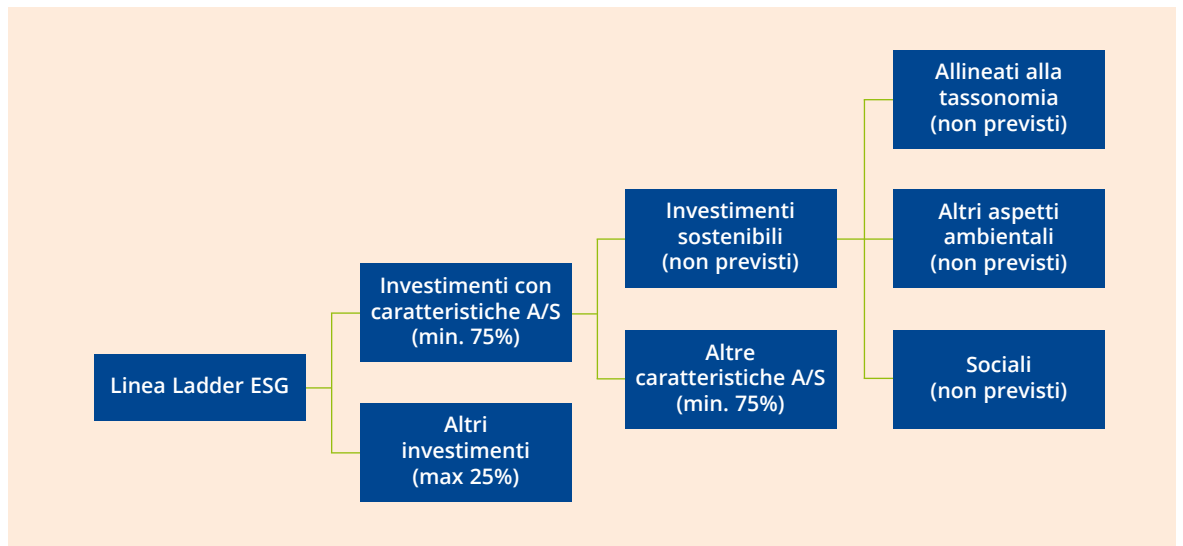 Linea Ladder ESG
Investimenti con
caratteristiche A/S
(min. 75%)
Altri
investimenti
(max 25%)
Investimenti
sostenibili
(non previsti)
Altre
caratteristiche A/S
(min. 75%)
Allineati alla
tassonomia
(non previsti)
Altri aspetti
ambientali
(non previsti)
Sociali
(non previsti)